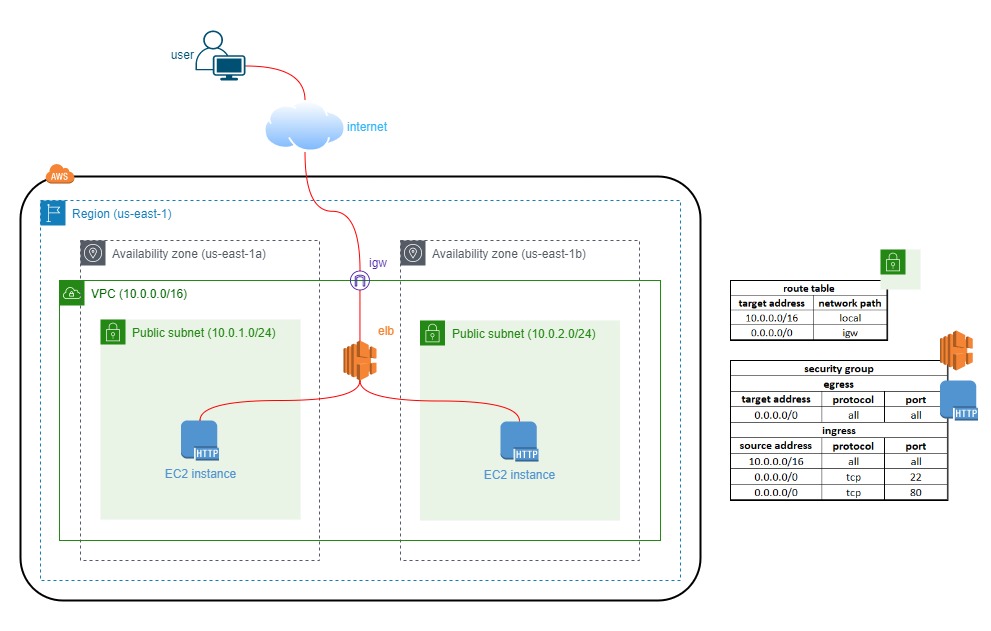 user
internet
AWS
Region (us-east-1)
Availability zone (us-east-1a)
Availability zone (us-east-1b)
igw
VPC (10.0.0.0/16)
Public subnet (10.0.1.0/24)
elb
Public subnet (10.0.2.0/24)
HTTP
EC2 instance
HTTP
EC2 instance
route table
target address network path
10.0.0.0/16 local
0.0.0.0/0 igw
security group
egress
target address protocol port
0.0.0.0/0 all all
HTTP
ingress
source address protocol port
10.0.0.0/16 all all
0.0.0.0/0 tcp 22
0.0.0.0/0 tcp 80